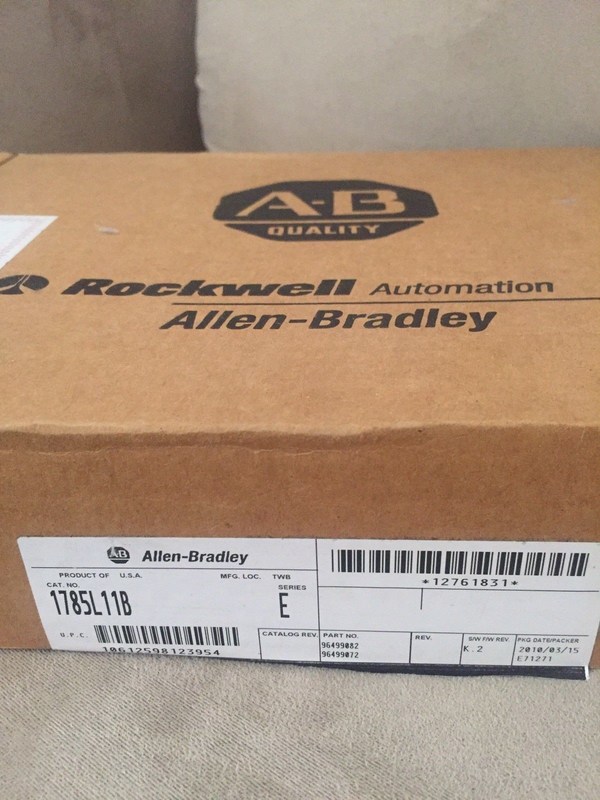 A-B
QUALITY
Rockwell Automation
Allen-Bradley
AB Allen-Bradley
PRODUCT OF U.S.A. MFG. LOC. TWB
CAT. NO. SERIES
1785L11B E
*12761831*
U.P.C.
10612598123954
CATALOG REV. PART NO. REV. S/W F/W REV. PKG DATE/PACKER
96499082 K.2 2010/03/15
96499072 E71271